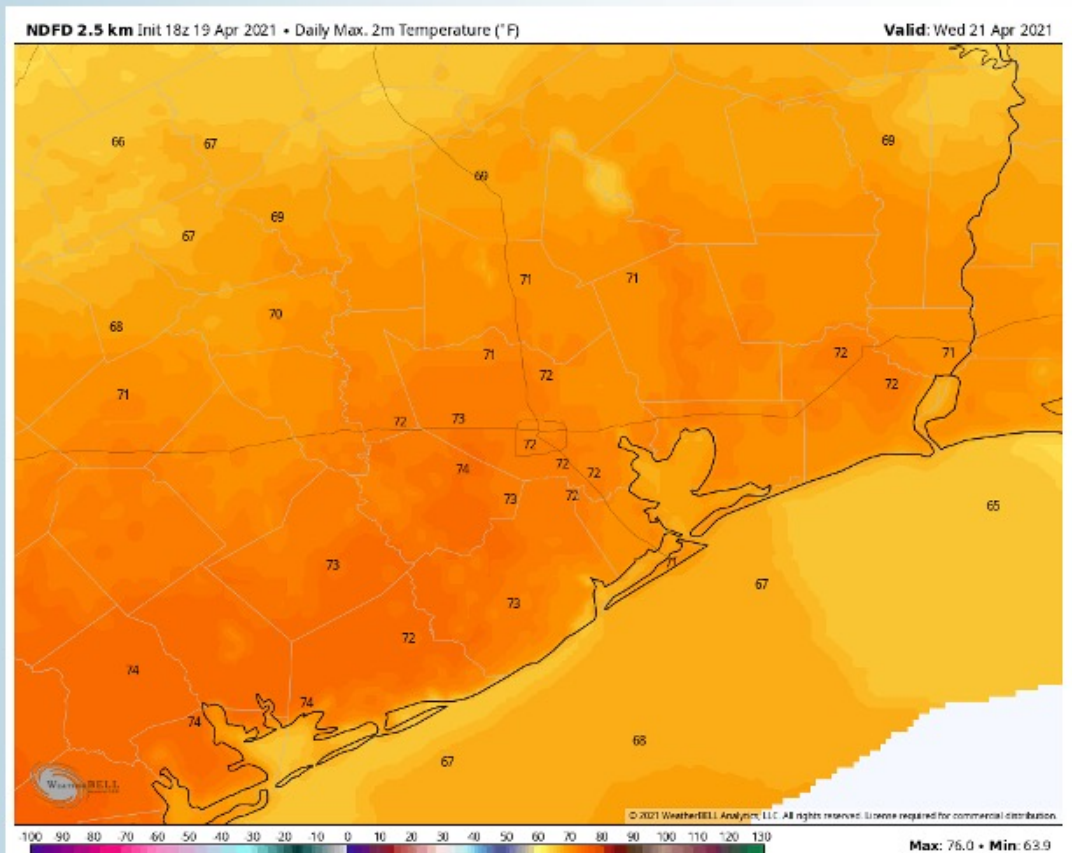 NDFD 2.5 km Init 18z 19 Apr 2021 • Daily Max. 2m Temperature (°F) Valid: Wed 21 Apr 2021
66 67 69
69
69
67
71 71
70
68 72 71
71 72
72
71
72 73
72
74 72 72
73 72 65
73 71
67
73
72
74
74
74
68
67
WeatherBELL
© 2021 WeatherBELL Analytics, LLC. All rights reserved. License required for commercial distribution.
-100 -90 -80 -70 -60 -50 -40 -30 -20 -10 0 10 20 30 40 50 60 70 80 90 100 110 120 130
Max: 76.0 • Min: 63.9